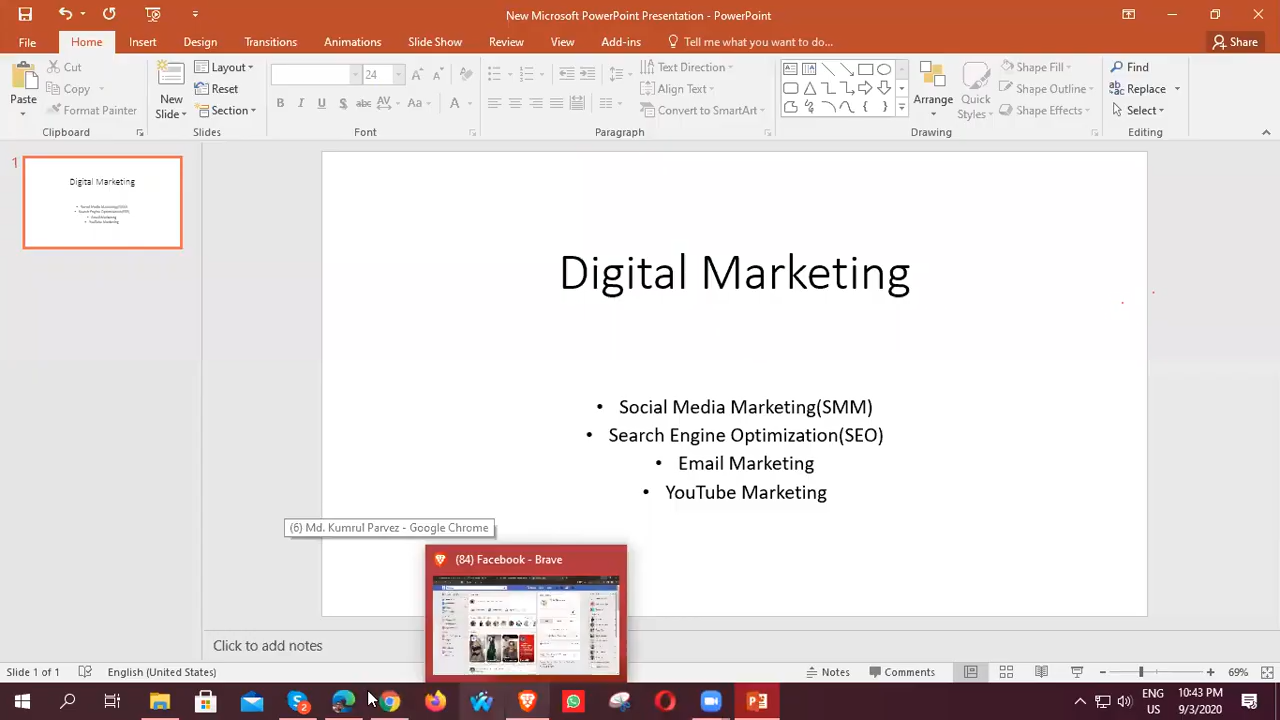 New Microsoft PowerPoint Presentation - PowerPoint
File Home Insert Design Transitions Animations Slide Show Review View Add-ins Tell me what you want to do... Share
Paste
Cut
Copy
Format Painter
Clipboard
New
Slide
Layout
Reset
Section
Slides
24
Font
Text Direction
Align Text
Convert to SmartArt
Paragraph
Arrange
Quick
Styles
Shape Fill
Shape Outline
Shape Effects
Drawing
Find
Replace
Select
Editing
1
Digital Marketing
Digital Marketing
• Social Media Marketing(SMM)
• Search Engine Optimization(SEO)
• Email Marketing
• YouTube Marketing
(6) Md. Kumrul Parvez - Google Chrome
(84) Facebook - Brave
Click to add notes
Slide 1 of 1 English (United States) Notes Comments 69%
ENG 10:43 PM
US 9/3/2020